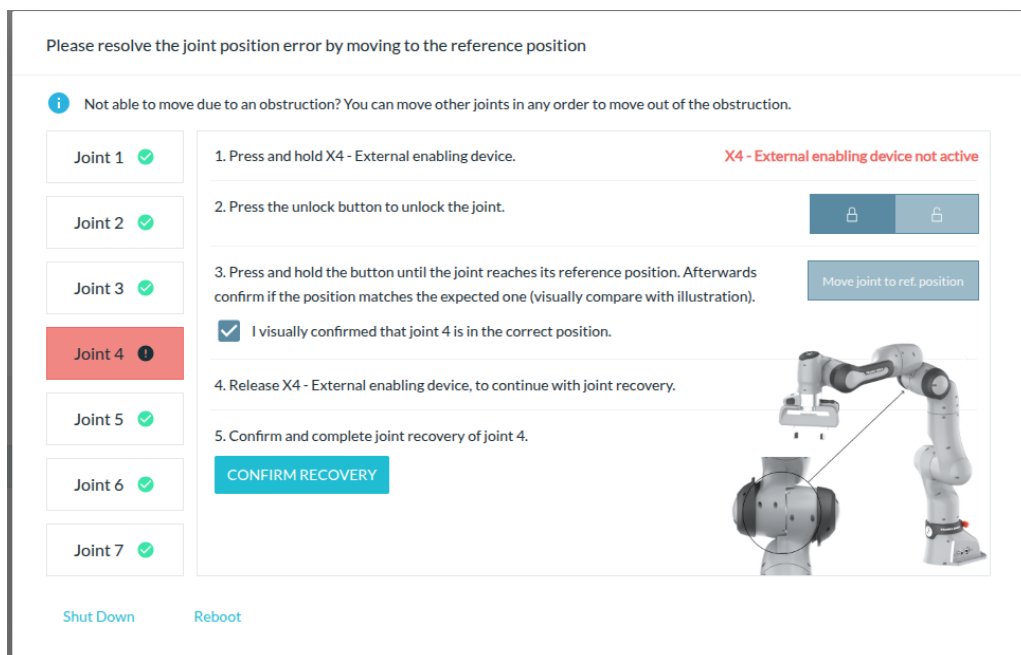 Please resolve the joint position error by moving to the reference position
Not able to move due to an obstruction? You can move other joints in any order to move out of the obstruction.
Joint 1
Joint 2
Joint 3
Joint 4
Joint 5
Joint 6
Joint 7
1. Press and hold X4 - External enabling device.
X4 - External enabling device not active
2. Press the unlock button to unlock the joint.
3. Press and hold the button until the joint reaches its reference position. Afterwards
confirm if the position matches the expected one (visually compare with illustration).
Move joint to ref. position
I visually confirmed that joint 4 is in the correct position.
4. Release X4 - External enabling device, to continue with joint recovery.
5. Confirm and complete joint recovery of joint 4.
CONFIRM RECOVERY
Shut Down
Reboot